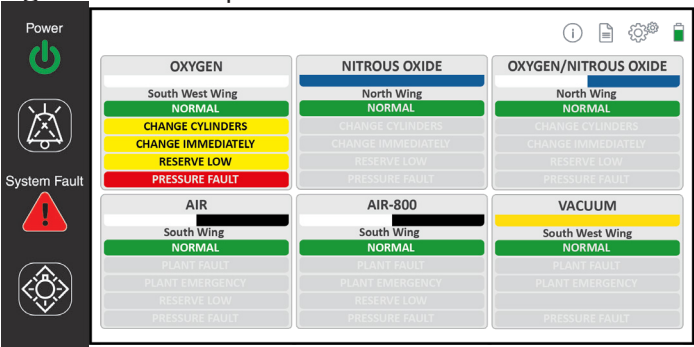 Power
System Fault
OXYGEN
South West Wing
NORMAL
CHANGE CYLINDERS
CHANGE IMMEDIATELY
RESERVE LOW
PRESSURE FAULT
NITROUS OXIDE
North Wing
NORMAL
CHANGE CYLINDERS
CHANGE IMMEDIATELY
RESERVE LOW
PRESSURE FAULT
OXYGEN/NITROUS OXIDE
North Wing
NORMAL
CHANGE CYLINDERS
CHANGE IMMEDIATELY
RESERVE LOW
PRESSURE FAULT
AIR
South Wing
NORMAL
PLANT FAULT
PLANT EMERGENCY
RESERVE LOW
PRESSURE FAULT
AIR-800
South Wing
NORMAL
PLANT FAULT
PLANT EMERGENCY
RESERVE LOW
PRESSURE FAULT
VACUUM
South West Wing
NORMAL
PLANT FAULT
PLANT EMERGENCY
PRESSURE FAULT